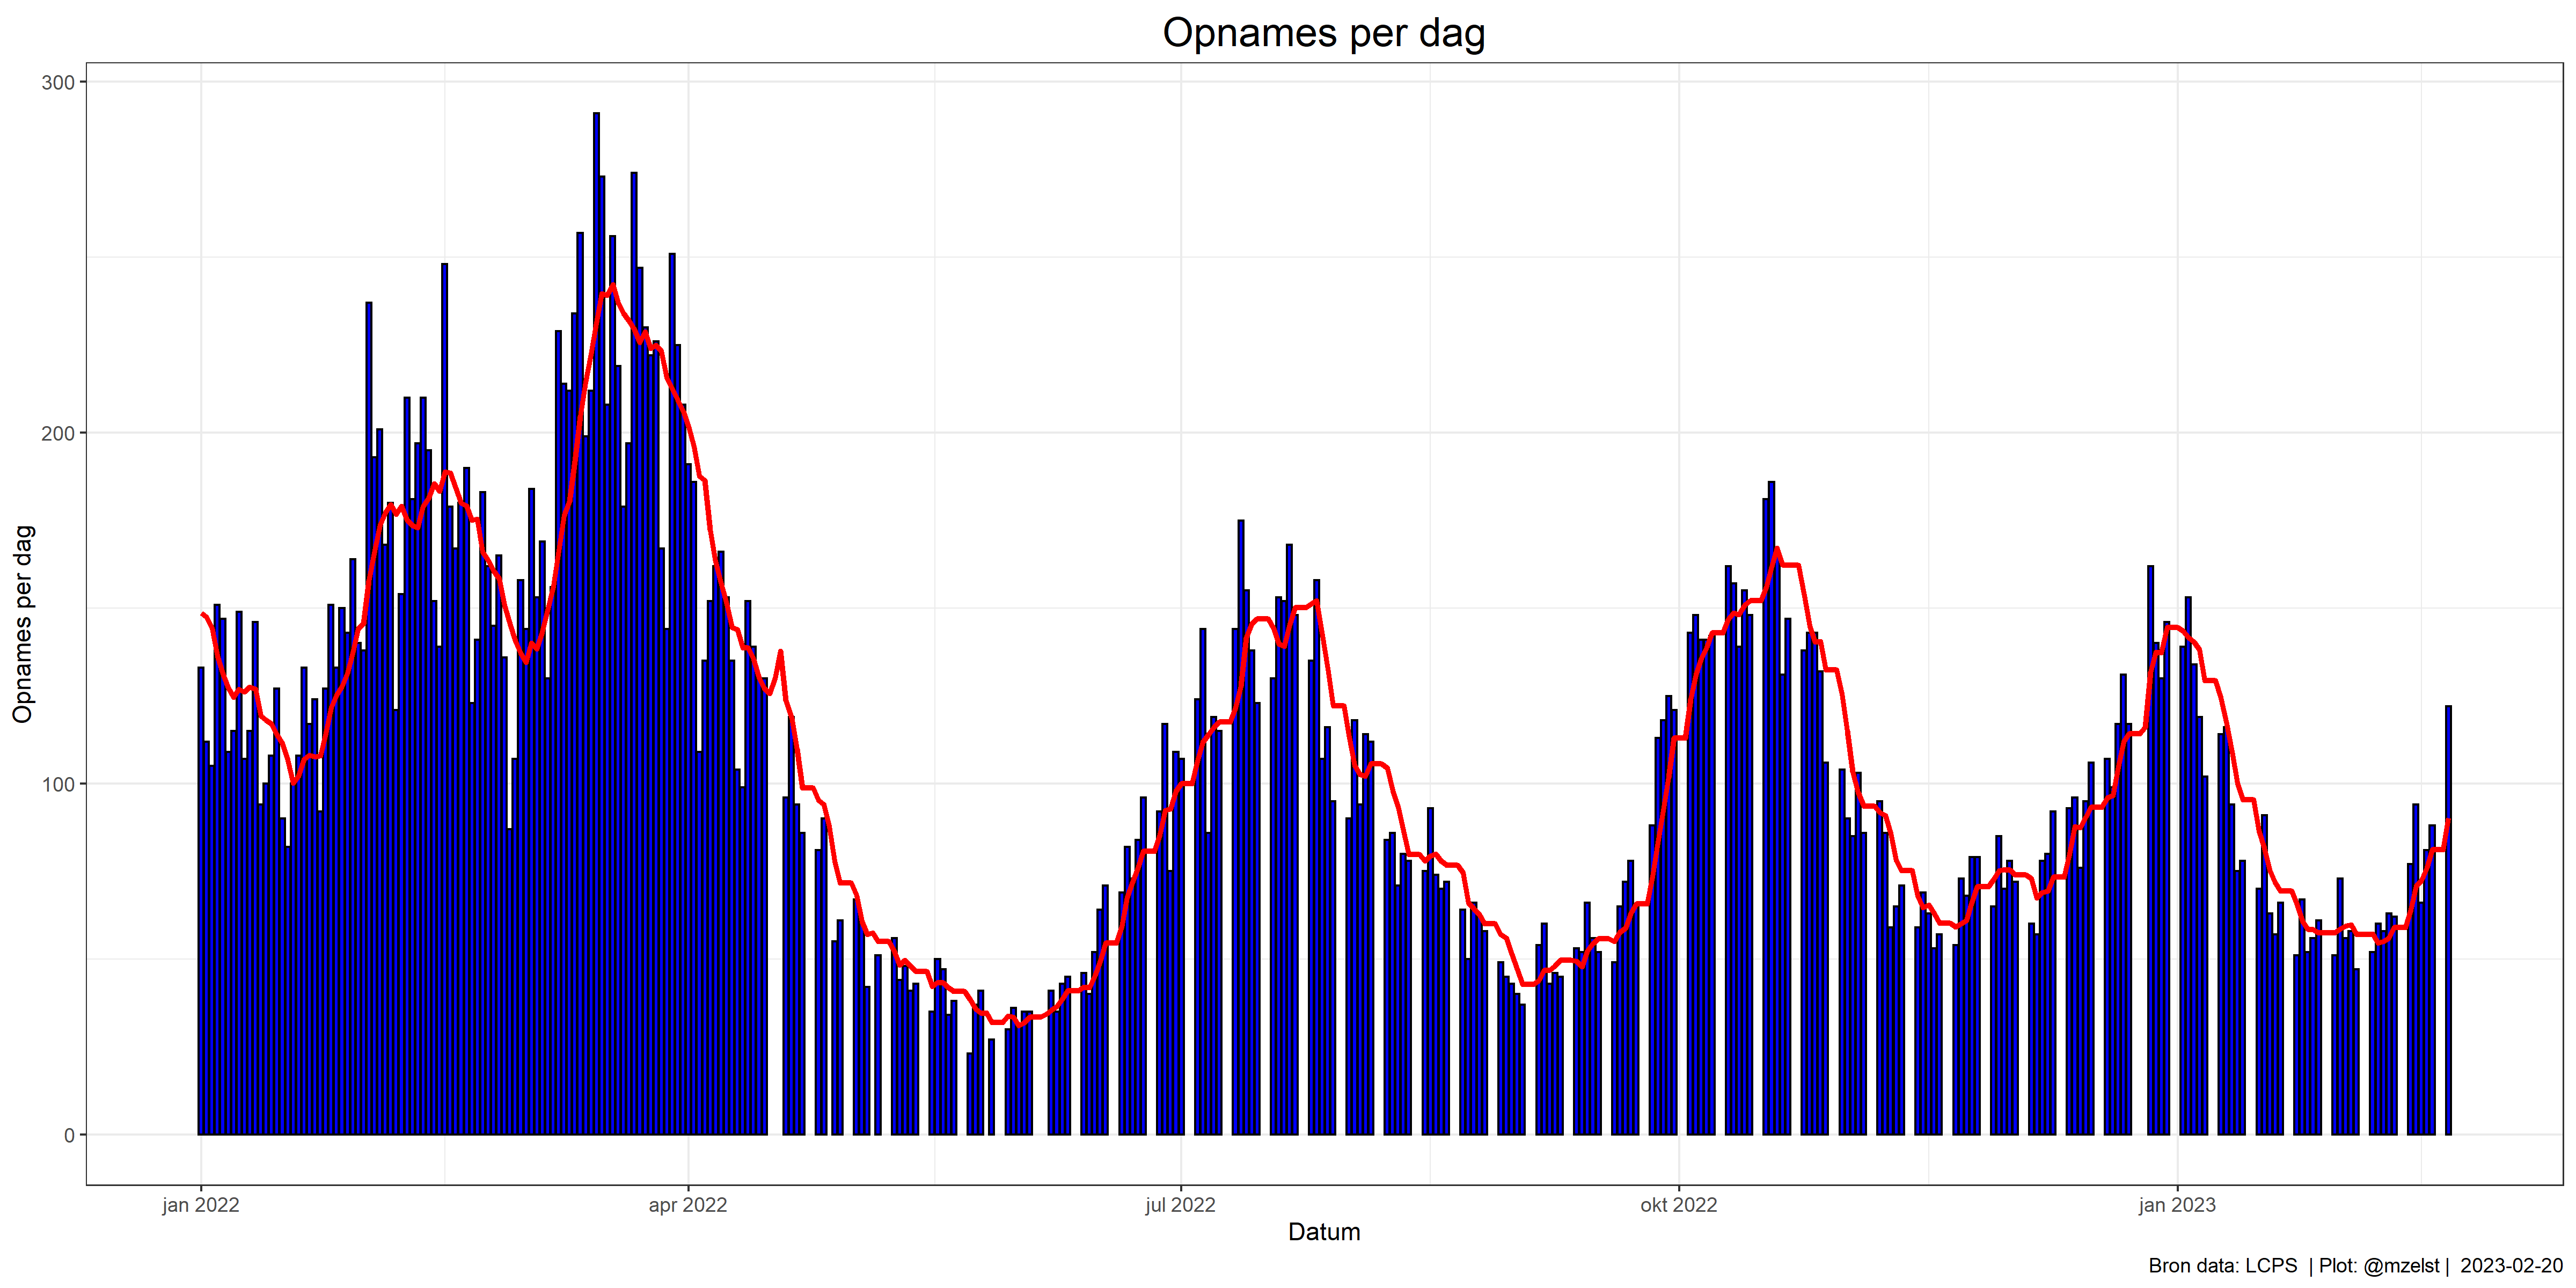 Opnames per dag
300
200
100
0
Opnames per dag
jan 2022
apr 2022
jul 2022
okt 2022
jan 2023
Datum
Bron data: LCPS | Plot: @mzelst | 2023-02-20